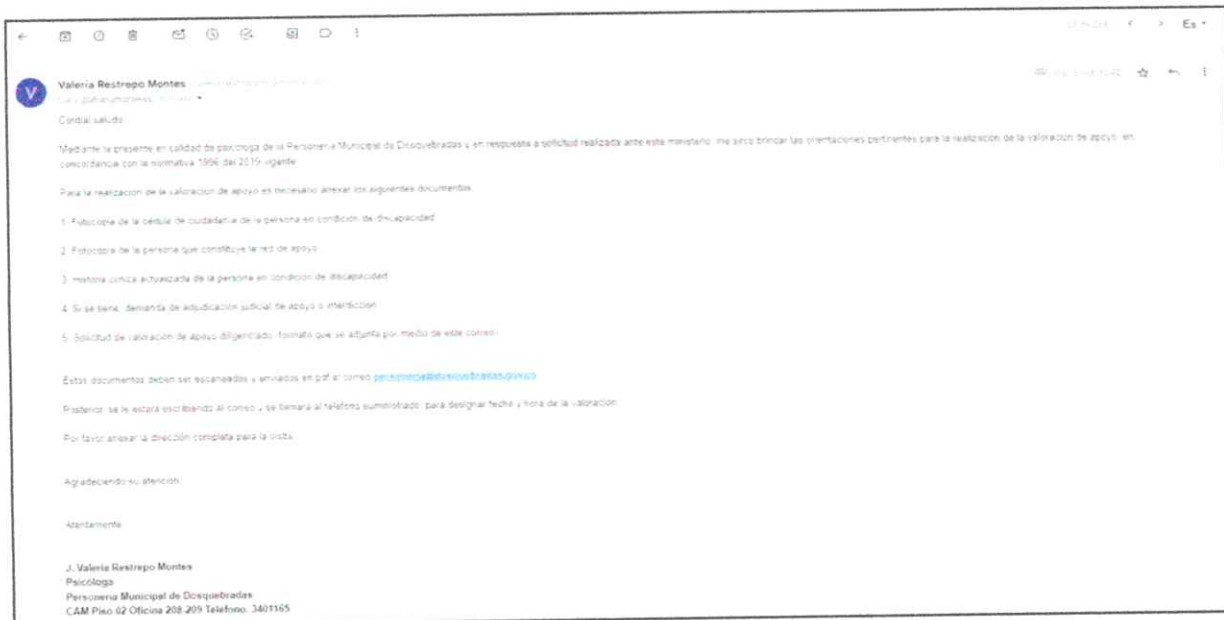 Es
V
Valeria Restrepo Montes
Cordial saludo
Mediante la presente en calidad de psicóloga de la Personería Municipal de Dosquebradas y en respuesta a solicitud realizada ante este ministerio, me sirvo brindar las orientaciones pertinentes para la realización de la valoración de apoyo, en
concordancia con la normativa 1996 del 2019 vigente
Para la realización de la valoración de apoyo es necesario anexar los siguientes documentos:
1. Fotocopia de la cédula de ciudadanía de la persona en condición de discapacidad
2. Fotocopia de la persona que constituye la red de apoyo
3. Historia clínica actualizada de la persona en condición de discapacidad
4. Si se tiene, demanda de adjudicación judicial de apoyo o interdicción
5. Solicitud de valoración de apoyo diligenciado, formato que se adjunta por medio de este correo
Estos documentos deben ser escaneados y enviados en pdf al correo
Posterior, se le estará escribiendo al correo y se llamará al teléfono suministrado, para designar fecha y hora de la valoración.
Por favor anexar la dirección completa para la visita
Agradeciendo su atención
Atentamente
J. Valeria Restrepo Montes
Psicóloga
Personería Municipal de Dosquebradas
CAM Piso 02 Oficina 208-209 Telefono. 3401165